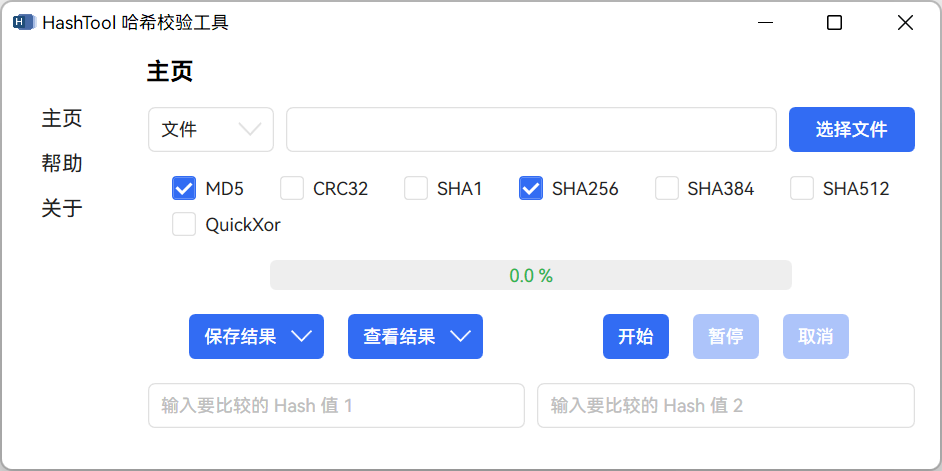 HashTool 哈希校验工具
主页
主页
帮助
关于
文件
选择文件
MD5 CRC32 SHA1 SHA256 SHA384 SHA512
QuickXor
0.0 %
保存结果 查看结果 开始 暂停 取消
输入要比较的 Hash 值 1 输入要比较的 Hash 值 2